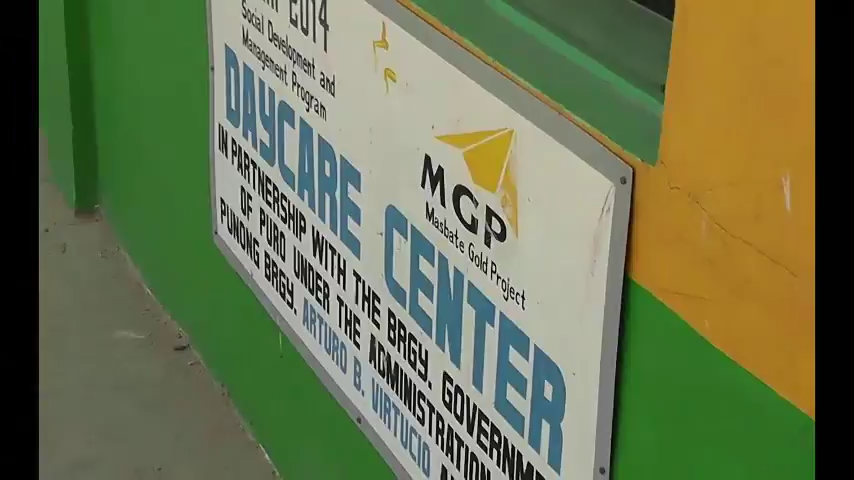 2014
Social Development and
Management Program
MGP
Masbate Gold Project
DAYCARE CENTER
IN PARTNERSHIP WITH THE BRGY. GOVERNM
OF PURO UNDER THE ADMINISTRATION
PUNONG BRGY. ARTURO B. VIRTUCIO